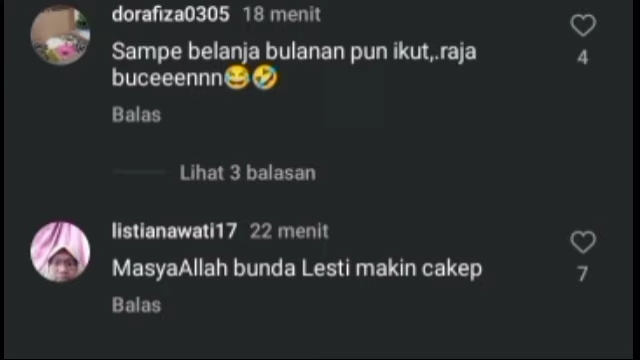 dorafiza0305 18 menit
Sampe belanja bulanan pun ikut,.raja
buceeennn😂🤣
4
Balas
Lihat 3 balasan
listianawati17 22 menit
MasyaAllah bunda Lesti makin cakep
7
Balas